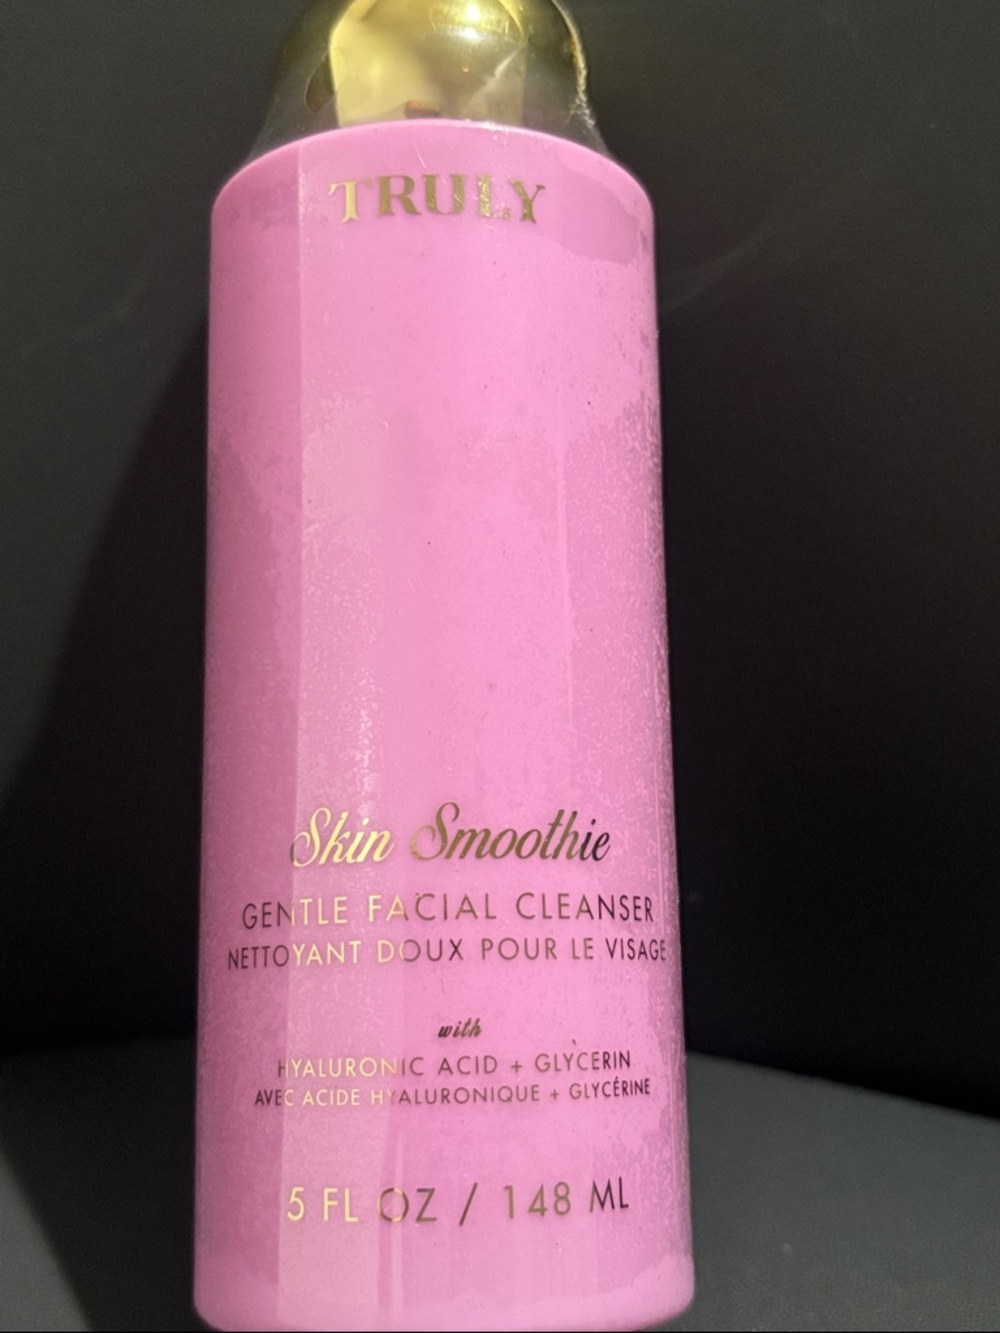 TRULY
Skin Smoothie
GENTLE FACIAL CLEANSER
NETTOYANT DOUX POUR LE VISAGE
with
HYALURONIC ACID + GLYCERIN
AVEC ACIDE HYALURONIQUE + GLYCÉRINE
5 FL OZ / 148 ML